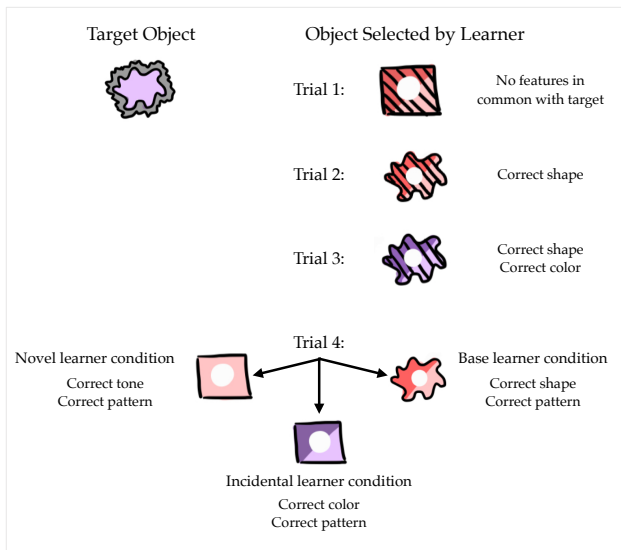 Target Object
Object Selected by Learner
Trial 1:
No features in
common with target
Trial 2:
Correct shape
Trial 3:
Correct shape
Correct color
Trial 4:
Novel learner condition
Correct tone
Correct pattern
Base learner condition
Correct shape
Correct pattern
Incidental learner condition
Correct color
Correct pattern